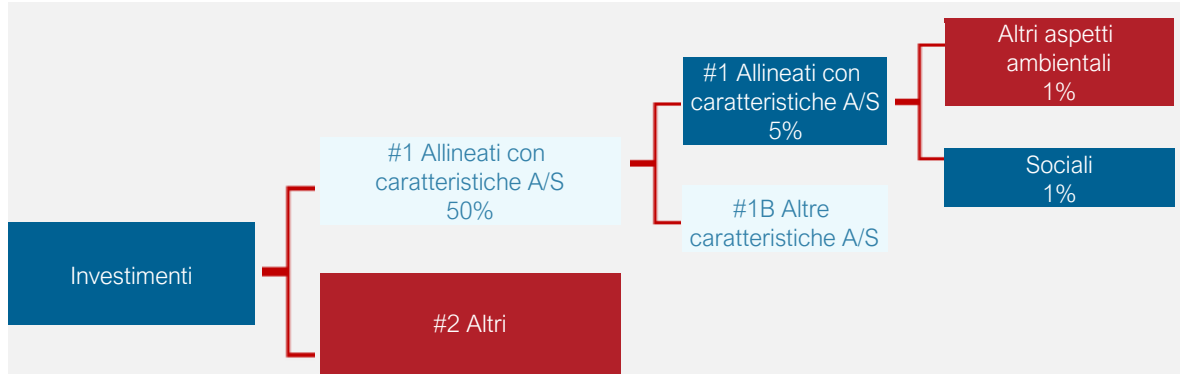 Investimenti
#1 Allineati con
caratteristiche A/S
50%
#2 Altri
#1 Allineati con
caratteristiche A/S
5%
#1B Altre
caratteristiche A/S
Altri aspetti
ambientali
1%
Sociali
1%